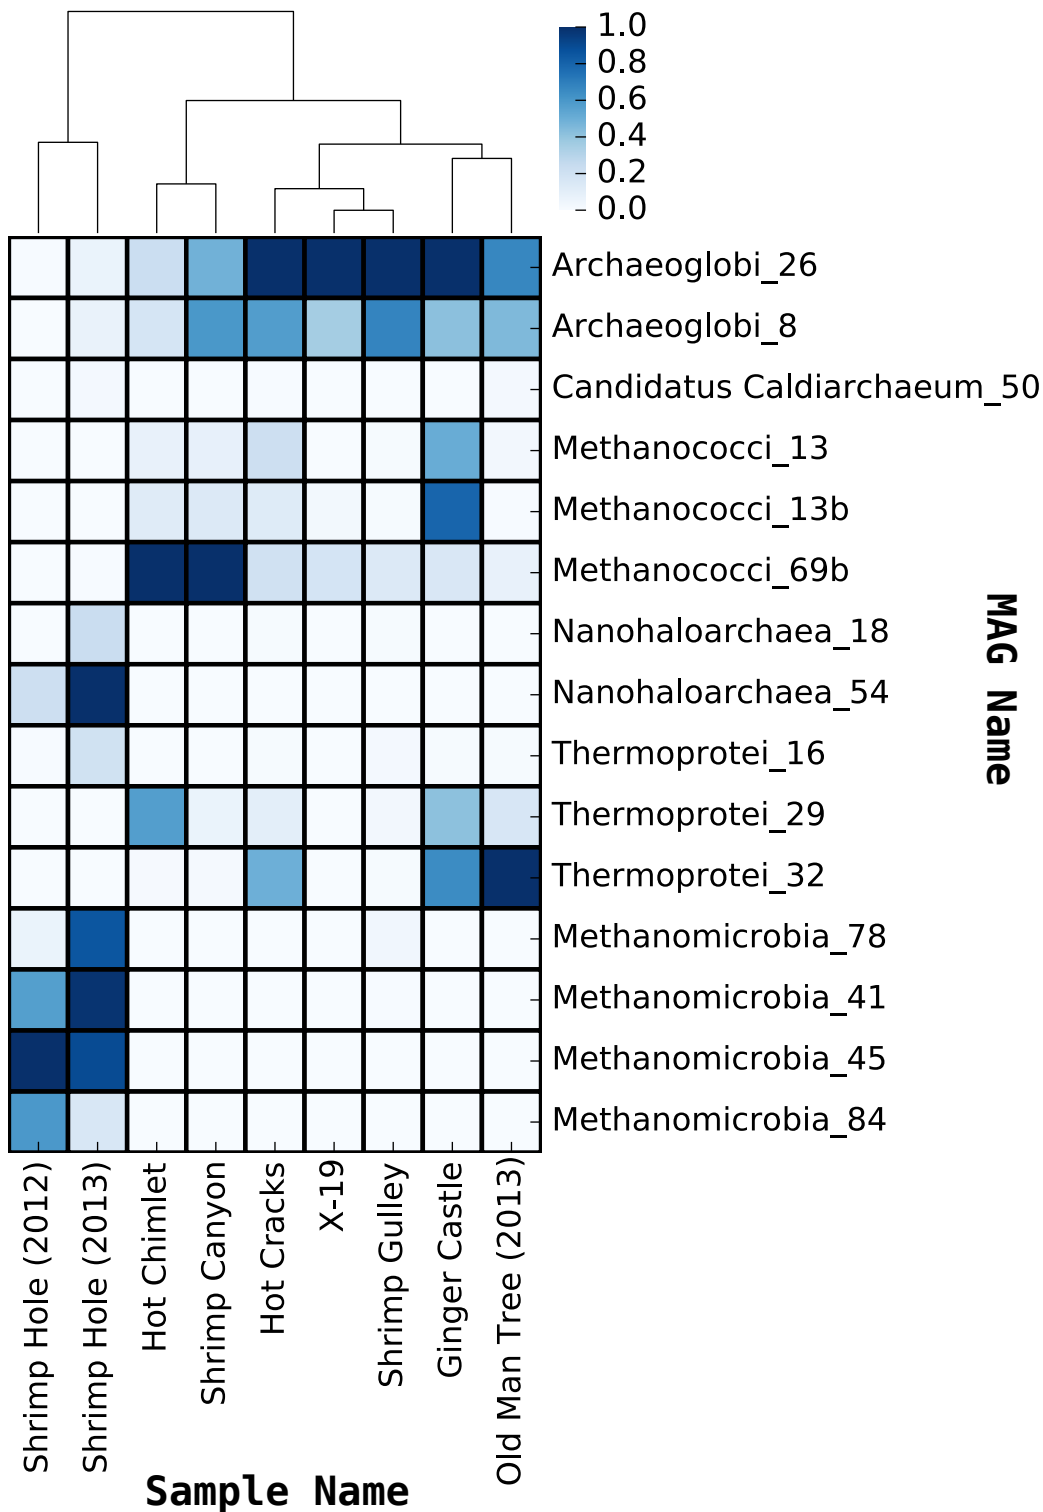 1.0
0.8
0.6
0.4
0.2
0.0
Archaeoglobi_26
Archaeoglobi_8
Candidatus Caldiarchaeum_50
Methanococci_13
Methanococci_13b
Methanococci_69b
Nanohaloarchaea_18
Nanohaloarchaea_54
Thermoprotei_16
Thermoprotei_29
Thermoprotei_32
Methanomicrobia_78
Methanomicrobia_41
Methanomicrobia_45
Methanomicrobia_84
MAG Name
Shrimp Hole (2012)
Shrimp Hole (2013)
Hot Chimlet
Shrimp Canyon
Hot Cracks
X-19
Shrimp Gulley
Ginger Castle
Old Man Tree (2013)
Sample Name